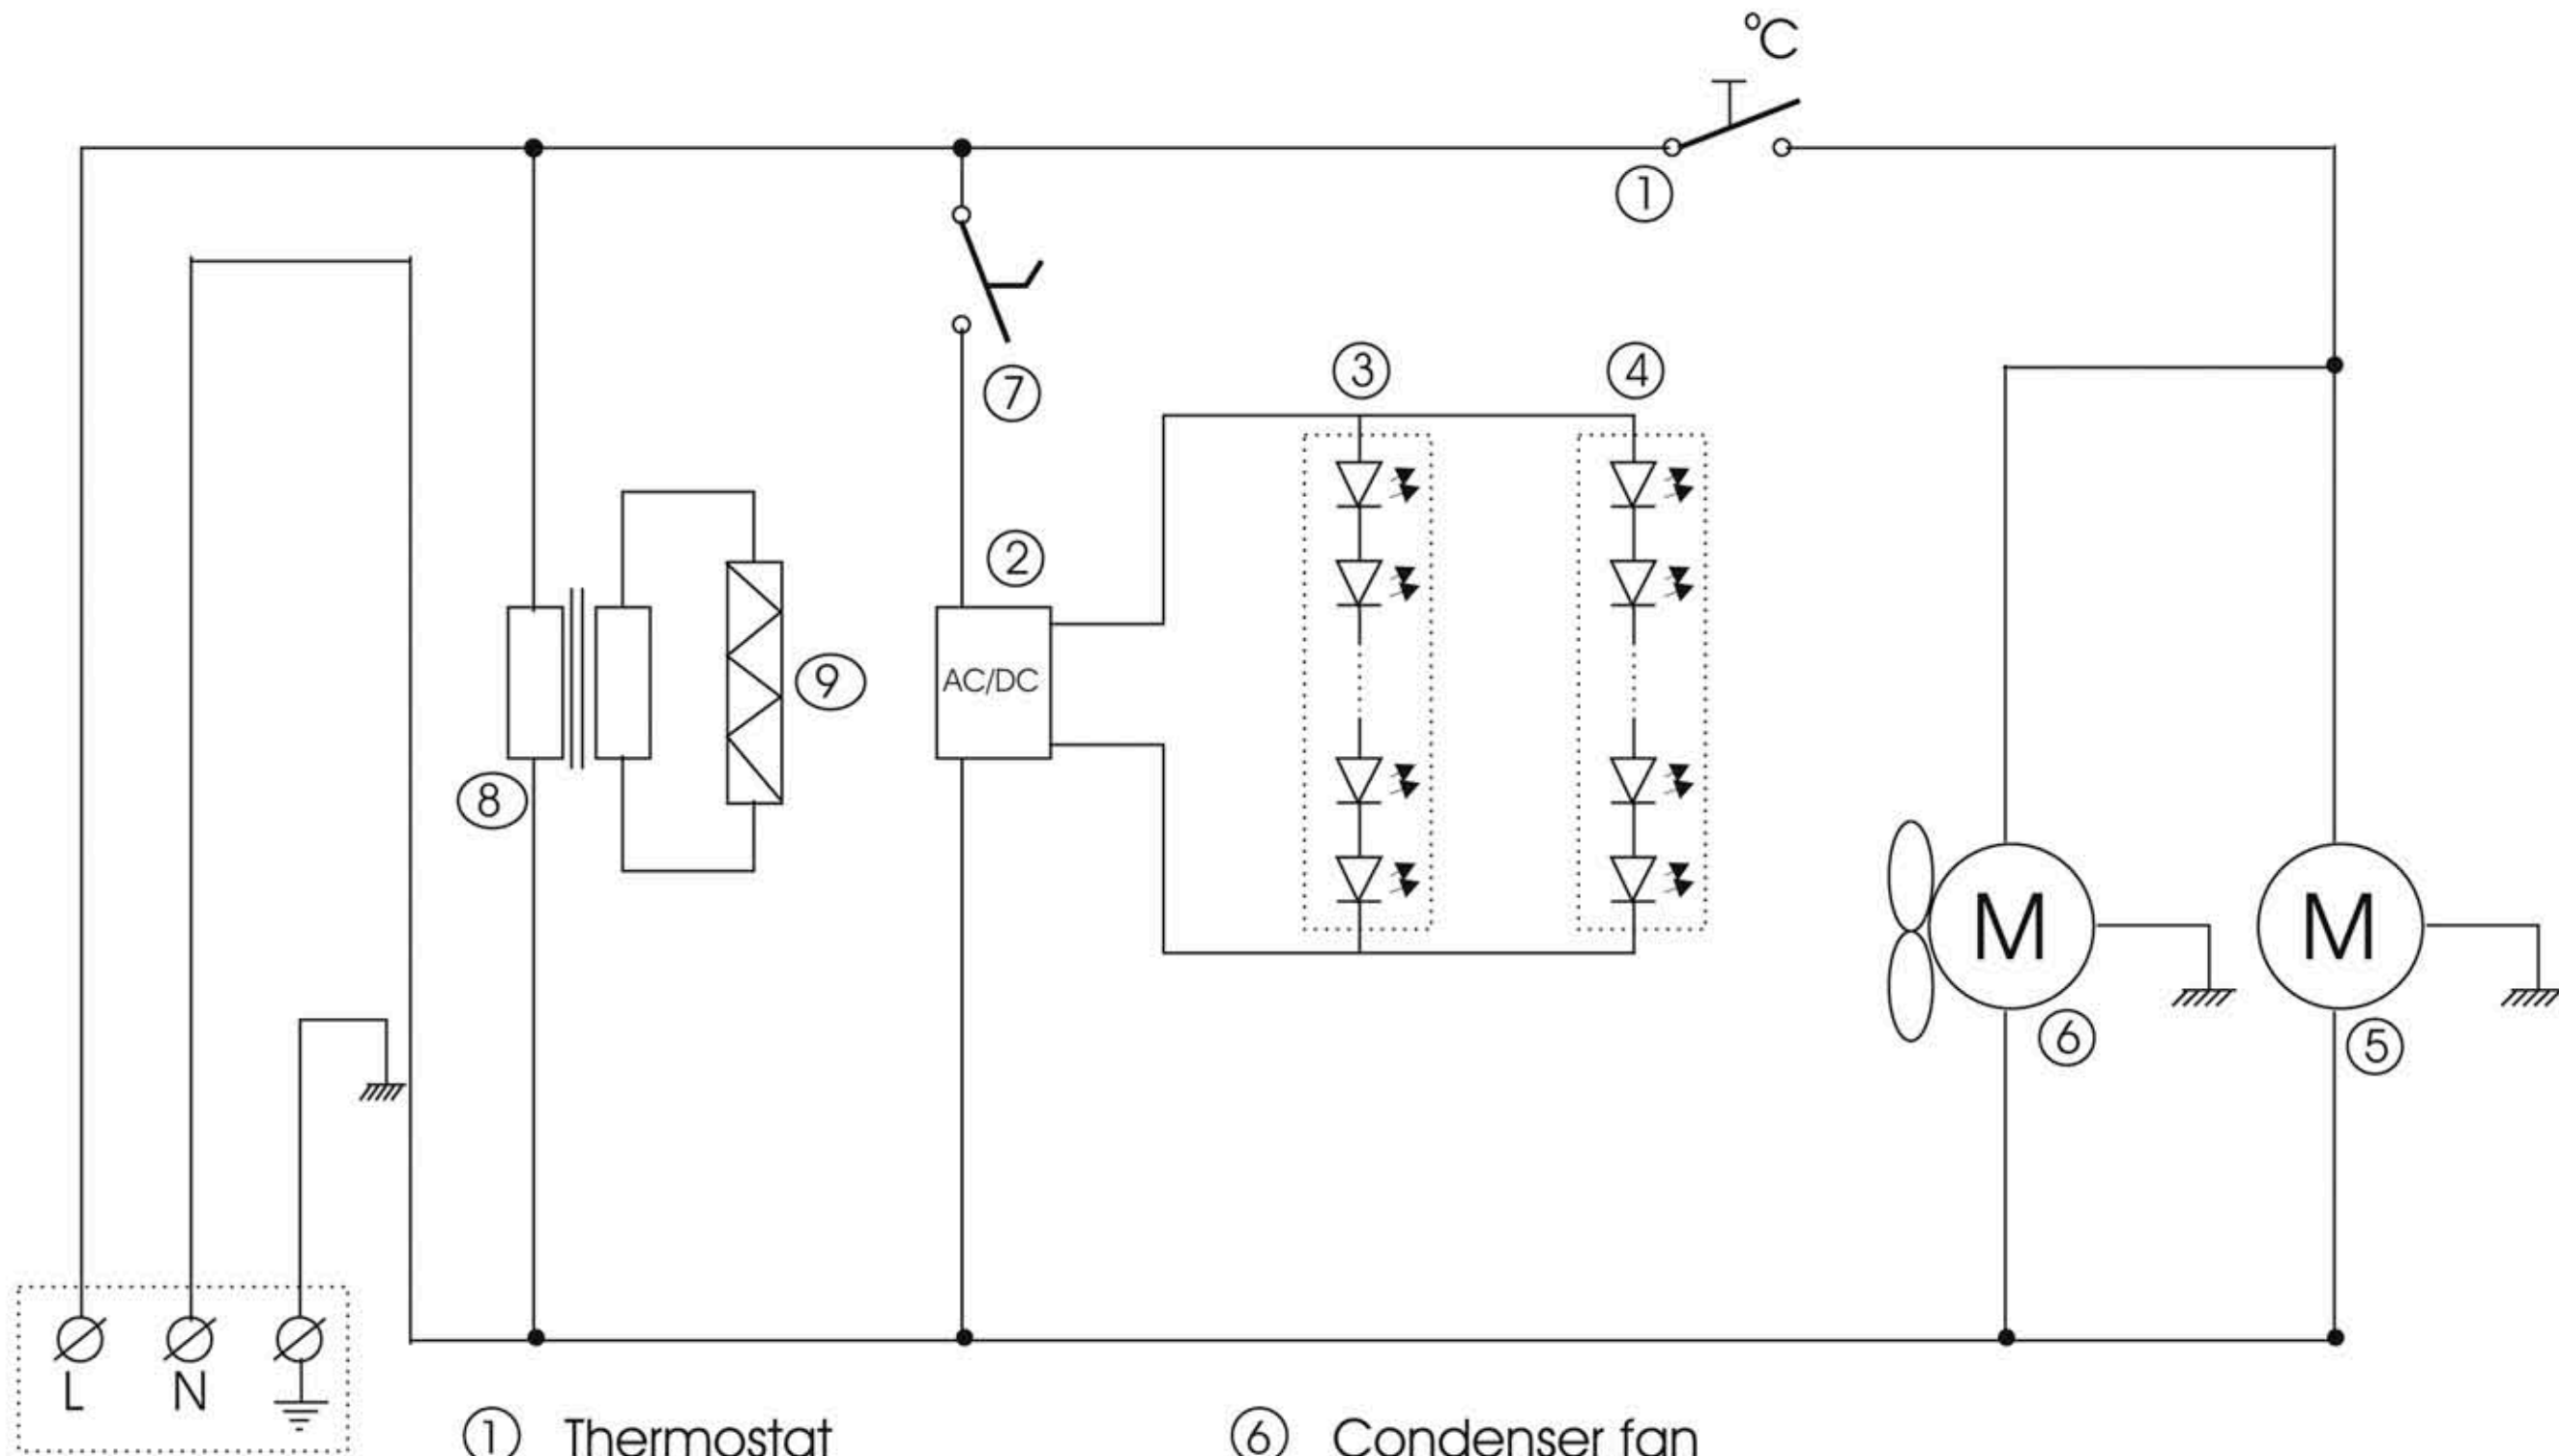 °C
①
⑦
③
④
②
AC/DC
⑨
⑧
M
M
⑥
⑤
L N
① Thermostat
⑥ Condenser fan